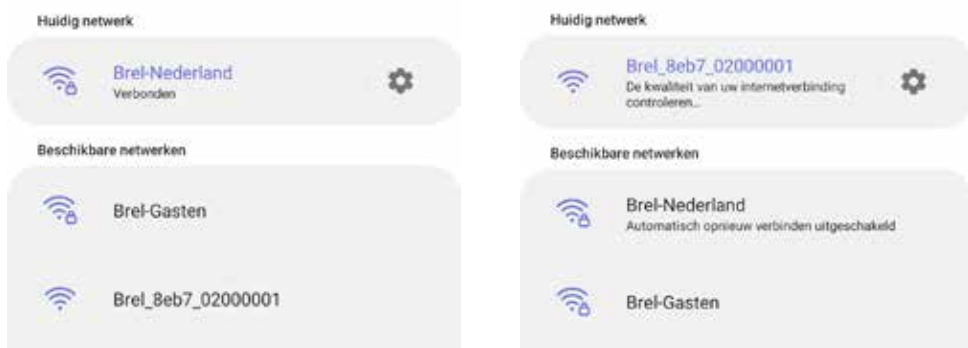 Huidig netwerk
Brel-Nederland
Verbonden
Beschikbare netwerken
Brel-Gasten
Brel_8eb7_02000001
Huidig netwerk
Brel_8eb7_02000001
De kwaliteit van uw internetverbinding
controleren...
Beschikbare netwerken
Brel-Nederland
Automatisch opnieuw verbinden uitgeschakeld
Brel-Gasten